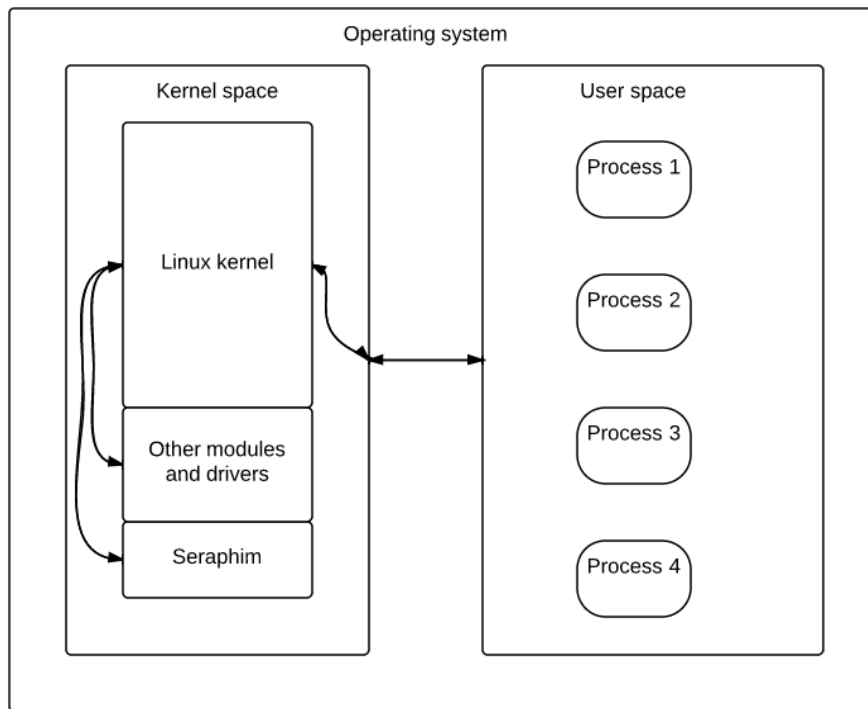 Operating system
Kernel space
Linux kernel
Other modules
and drivers
Seraphim
User space
Process 1
Process 2
Process 3
Process 4